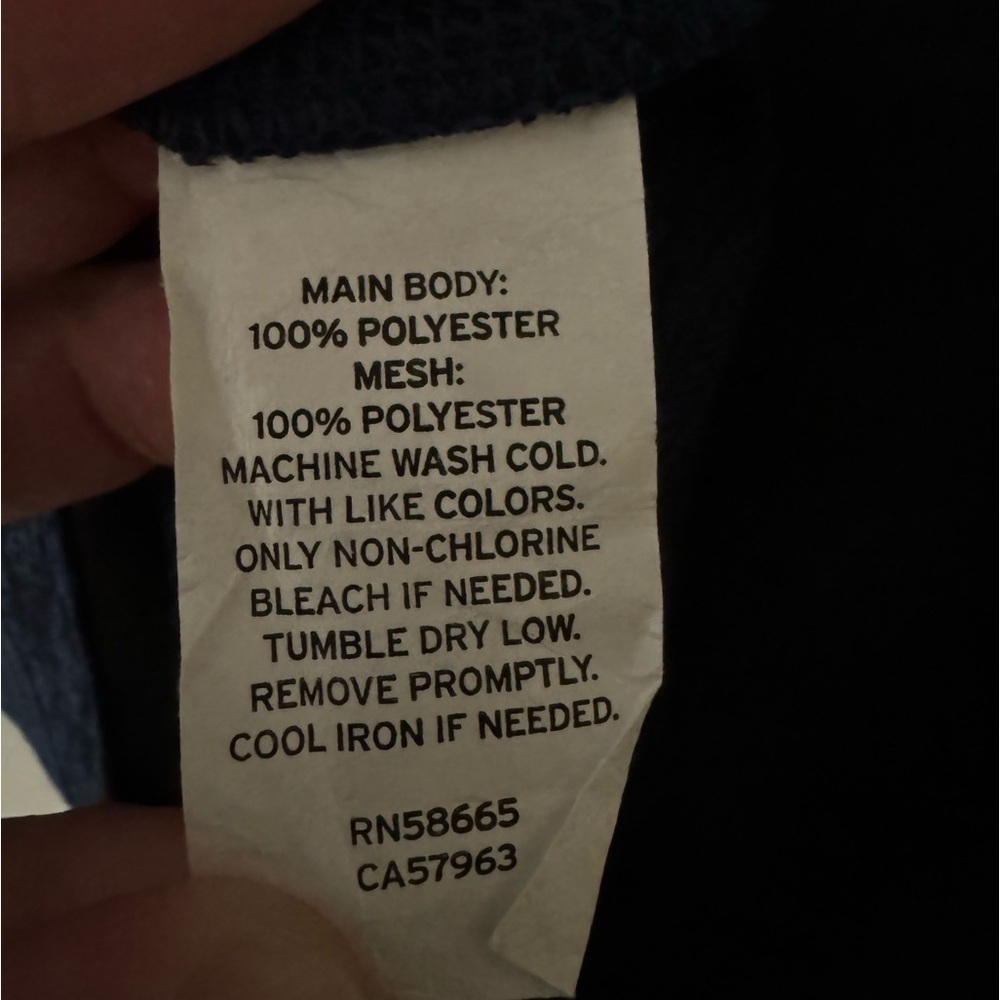 MAIN BODY:
100% POLYESTER
MESH:
100% POLYESTER
MACHINE WASH COLD.
WITH LIKE COLORS.
ONLY NON-CHLORINE
BLEACH IF NEEDED.
TUMBLE DRY LOW.
REMOVE PROMPTLY.
COOL IRON IF NEEDED.
RN58665
CA57963